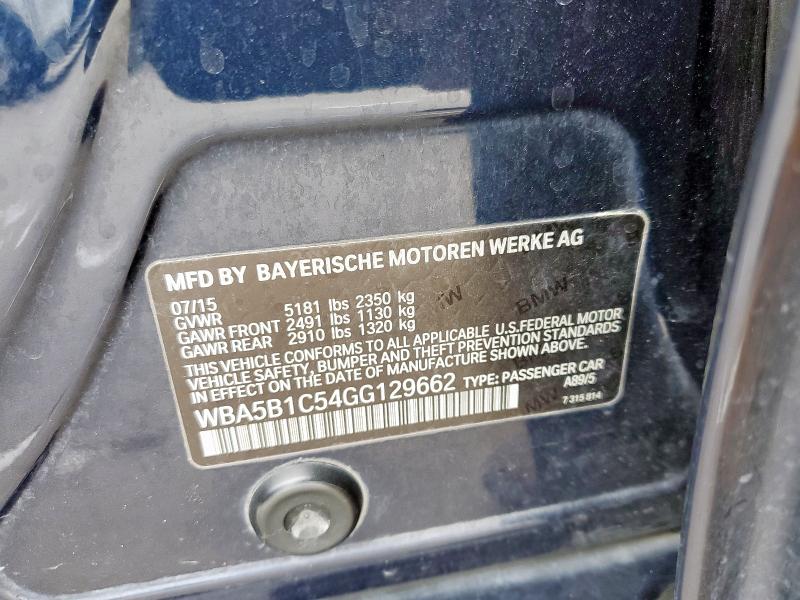 MFD BY BAYERISCHE MOTOREN WERKE AG
07/15
GVWR 5181 lbs 2350 kg
GAWR FRONT 2491 lbs 1130 kg
GAWR REAR 2910 lbs 1320 kg
THIS VEHICLE CONFORMS TO ALL APPLICABLE U.S.FEDERAL MOTOR
VEHICLE SAFETY, BUMPER AND THEFT PREVENTION STANDARDS
IN EFFECT ON THE DATE OF MANUFACTURE SHOWN ABOVE.
WBA5B1C54GG129662 TYPE: PASSENGER CAR
A89/5
7 315 814
BMW